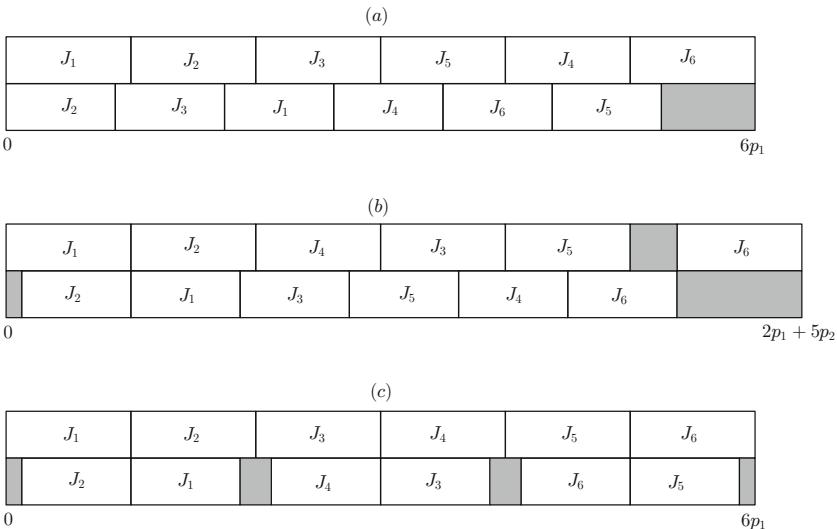 (a)
J₁ J₂ J₃ J₅ J₄ J₆
J₂ J₃ J₁ J₄ J₆ J₅
0 6p₁
(b)
J₁ J₂ J₄ J₃ J₅ J₆
J₂ J₁ J₃ J₅ J₄ J₆
0 2p₁ + 5p₂
(c)
J₁ J₂ J₃ J₄ J₅ J₆
J₂ J₁ J₄ J₃ J₆ J₅
0 6p₁